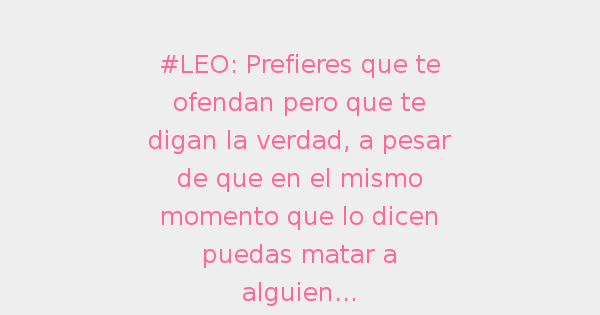 #LEO: Prefieres que te
ofendan pero que te
digan la verdad, a pesar
de que en el mismo
momento que lo dicen
puedas matar a
alguien...